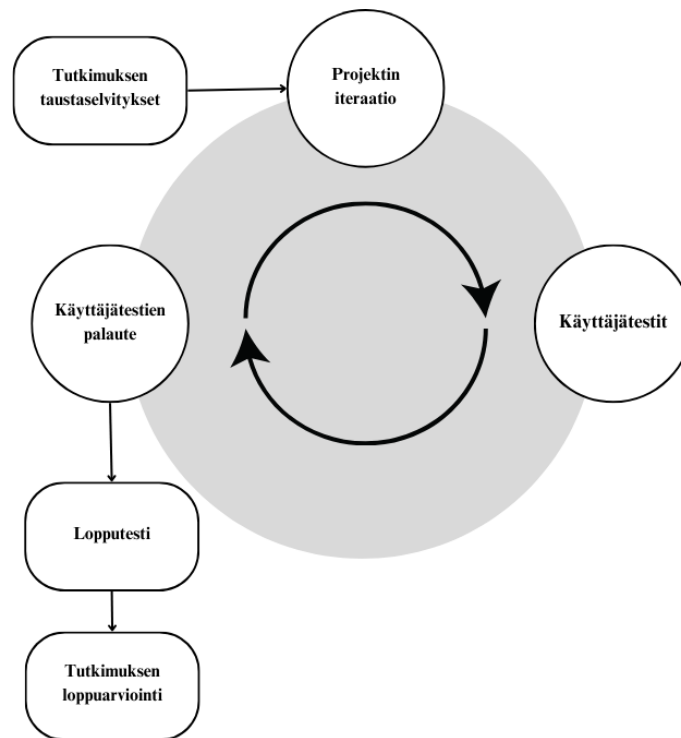 Tutkimuksen
taustaselvitykset
Projektin
iteraatio
Käyttäjätestien
palaute
Käyttäjätestit
Lopputesti
Tutkimuksen
loppuarviointi